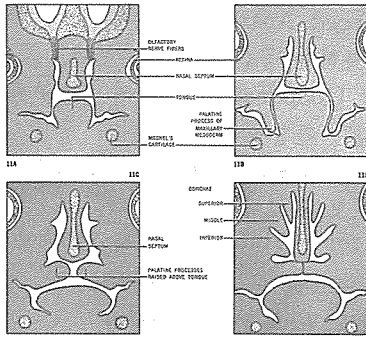 OLFACTORY
NERVE FIBERS
RETINA
NASAL SEPTUM
TONGUE
PALATINE
PROCESS OF
MAXILLARY
MESODERM
MECKEL'S
CARTILAGE
11A
11B
11C
11D
CONCHAE
SUPERIOR
MIDDLE
INFERIOR
NASAL
SEPTUM
PALATINE PROCESSES
RAISED ABOVE TONGUE